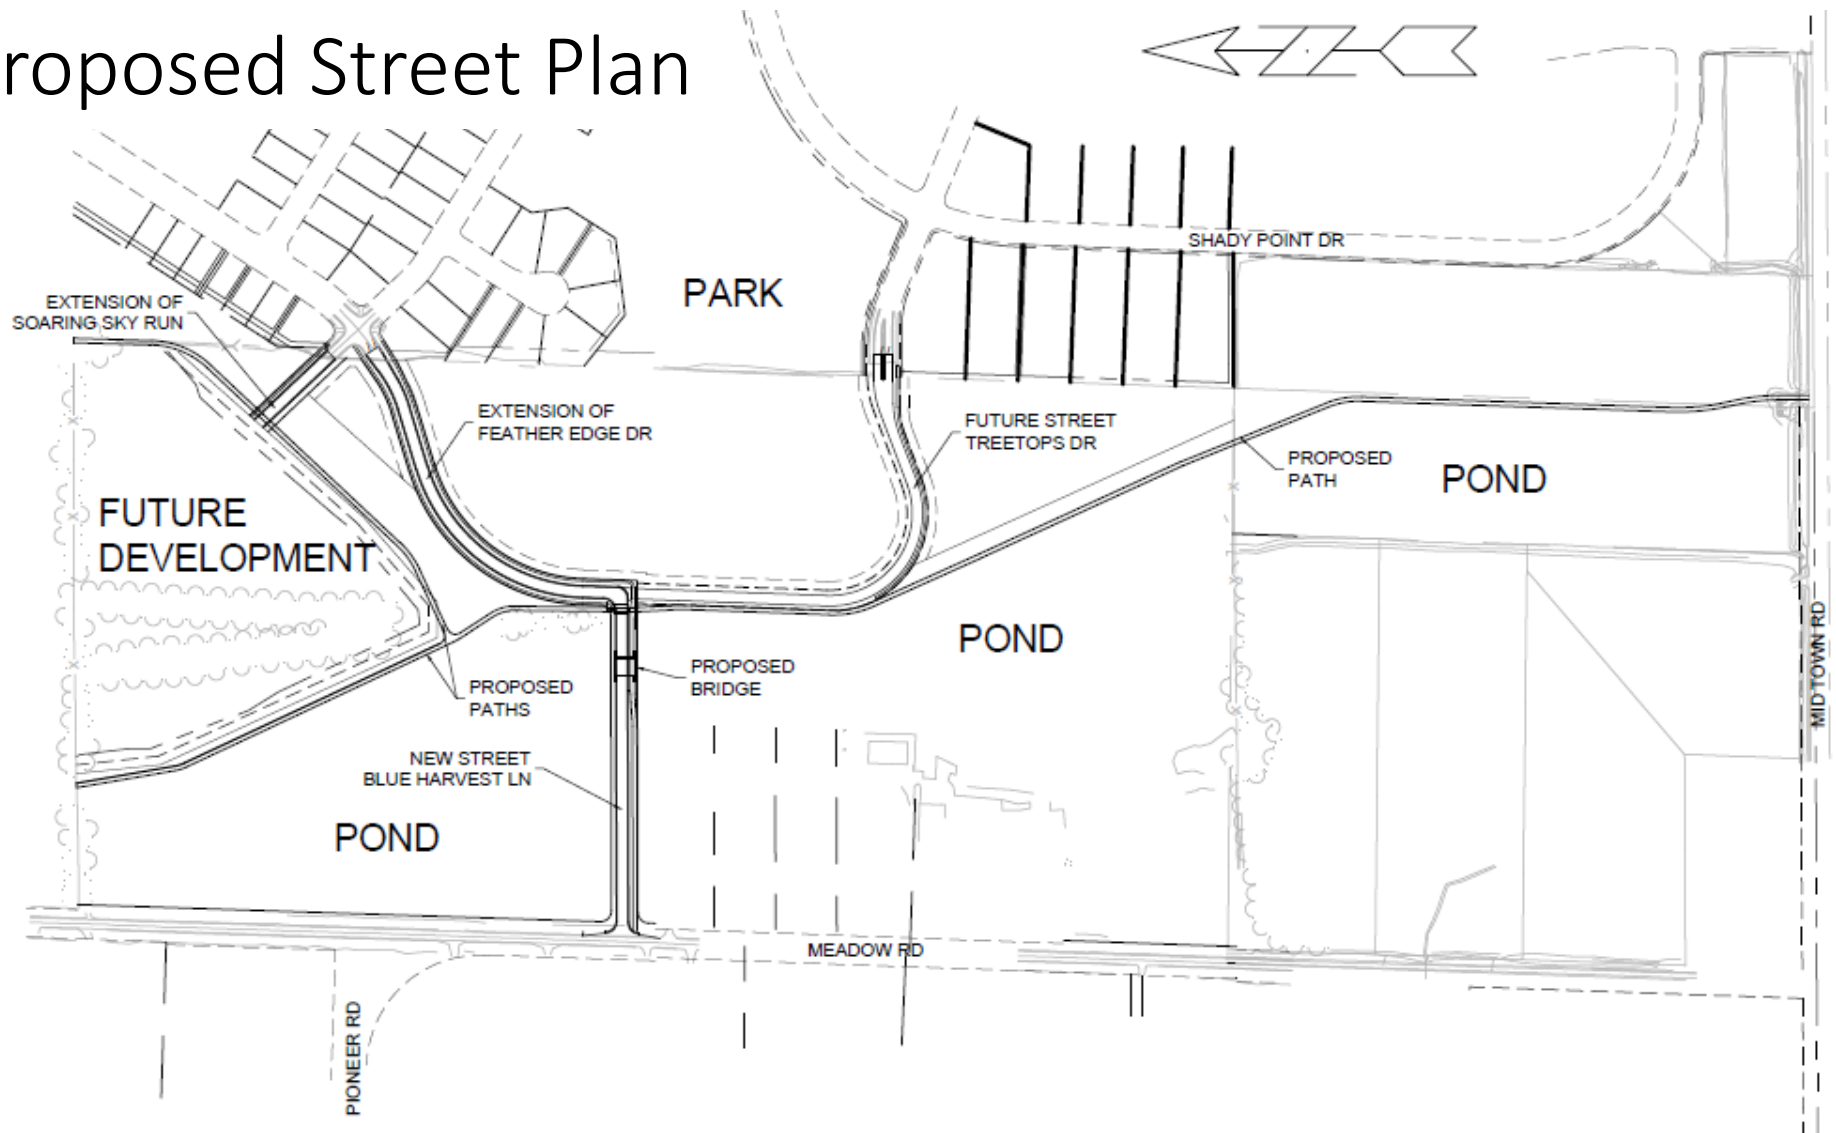 roposed Street Plan
SHADY POINT DR
PARK
EXTENSION OF
SOARING SKY RUN
EXTENSION OF
FEATHER EDGE DR
FUTURE STREET
TREETOPS DR
PROPOSED
PATH
POND
FUTURE
DEVELOPMENT
POND
PROPOSED
BRIDGE
PROPOSED
PATHS
MID TOWN RD
NEW STREET
BLUE HARVEST LN
POND
MEADOW RD
PIONEER RD